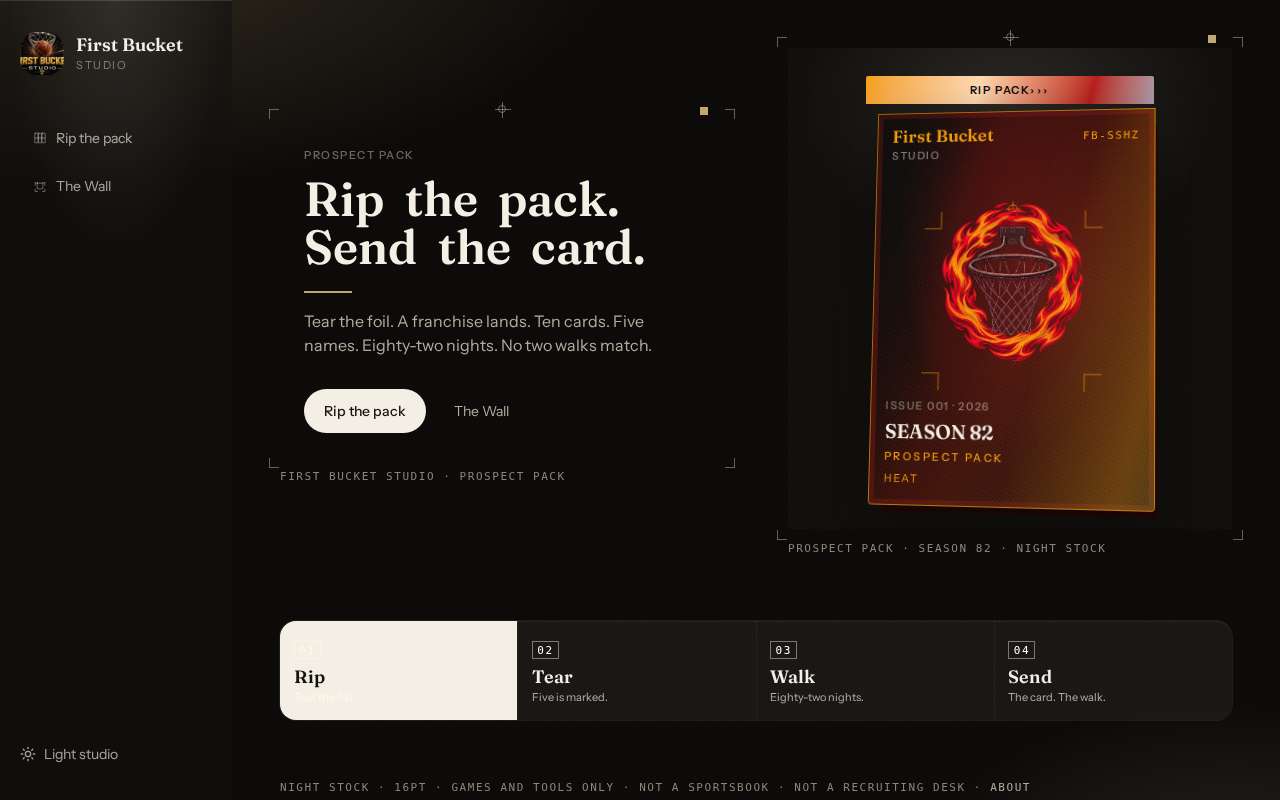 First Bucket
STUDIO
Rip the pack
The Wall
Light studio
PROSPECT PACK
Rip the pack.
Send the card.
Tear the foil. A franchise lands. Ten cards. Five
names. Eighty-two nights. No two walks match.
Rip the pack
The Wall
FIRST BUCKET STUDIO · PROSPECT PACK
RIP PACK›››
First Bucket
STUDIO
FB-SSHZ
ISSUE 001 · 2026
SEASON 82
PROSPECT PACK
HEAT
PROSPECT PACK · SEASON 82 · NIGHT STOCK
01
Rip
Tear the foil.
02
Tear
Five is marked.
03
Walk
Eighty-two nights.
04
Send
The card. The walk.
NIGHT STOCK · 16PT · GAMES AND TOOLS ONLY · NOT A SPORTSBOOK · NOT A RECRUITING DESK · ABOUT